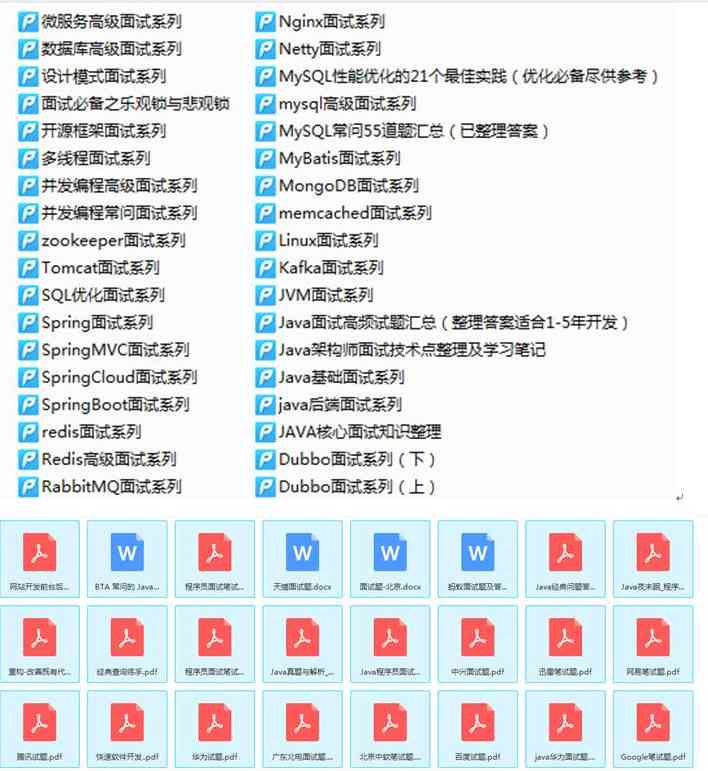 微服务高级面试系列
数据库高级面试系列
设计模式面试系列
面试必备之乐观锁与悲观锁
开源框架面试系列
多线程面试系列
并发编程高级面试系列
并发编程常问面试系列
zookeeper面试系列
Tomcat面试系列
SQL优化面试系列
Spring面试系列
SpringMVC面试系列
SpringCloud面试系列
SpringBoot面试系列
redis面试系列
Redis高级面试系列
RabbitMQ面试系列
Nginx面试系列
Netty面试系列
MySQL性能优化的21个最佳实践（优化必备尽供参考）
mysql高级面试系列
MySQL常问55道题汇总（已整理答案）
MyBatis面试系列
MongoDB面试系列
memcached面试系列
Linux面试系列
Kafka面试系列
JVM面试系列
Java面试高频试题汇总（整理答案适合1-5年开发）
Java架构师面试技术点整理及学习笔记
Java基础面试系列
java后端面试系列
JAVA核心面试知识整理
Dubbo面试系列（下）
Dubbo面试系列（上）
网站开发前台后...
BTA 常问的 Java...
程序员面试笔试...
天猫面试题.docx
面试题-北京.docx
蚂蚁面试题及答...
Java经典问题答...
Java夜未眠_程序...
重构-改善既有代...
经典查询练手.pdf
程序员面试笔试...
Java真题与解析_...
Java程序员面试...
中兴面试题.pdf
迅雷笔试题.pdf
网易笔试题.pdf
腾讯试题.pdf
快速软件开发.pdf
华为试题.pdf
广东北电面试题....
北京中软笔试题....
百度试题.pdf
java华为面试题....
Google笔试题.pdf